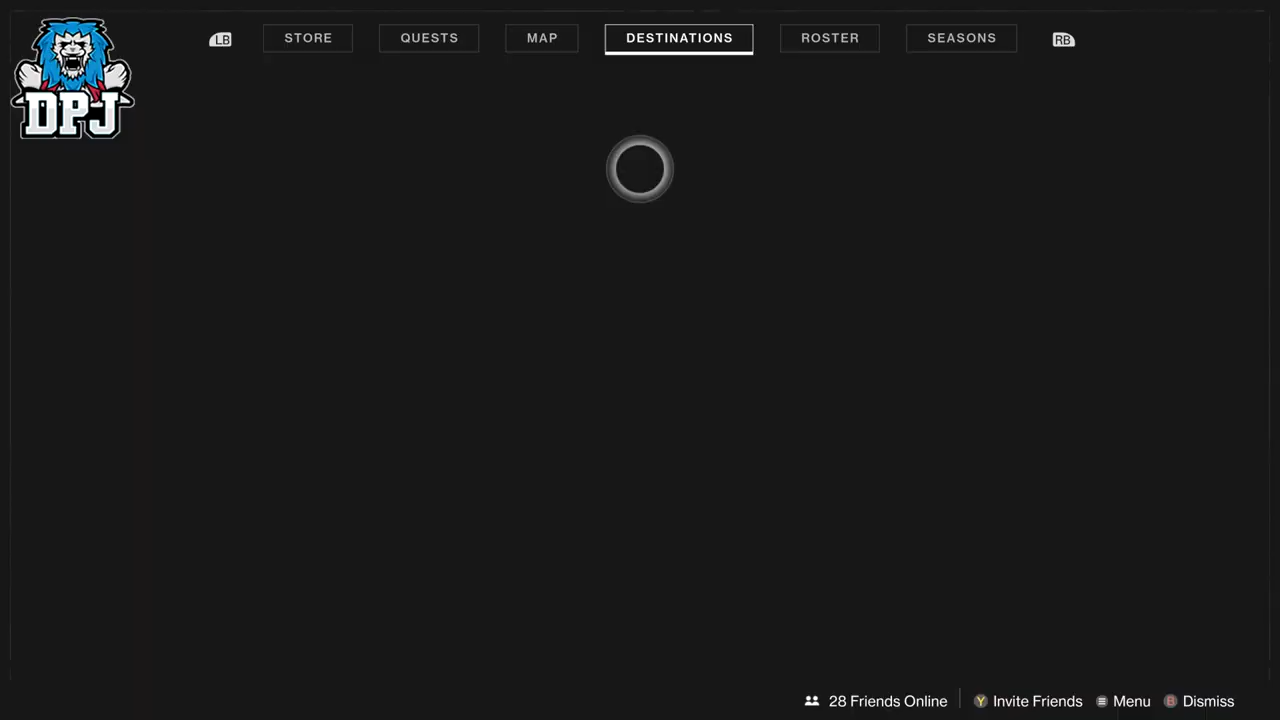 LB STORE QUESTS MAP DESTINATIONS ROSTER SEASONS RB
DPJ
28 Friends Online Y Invite Friends Menu B Dismiss